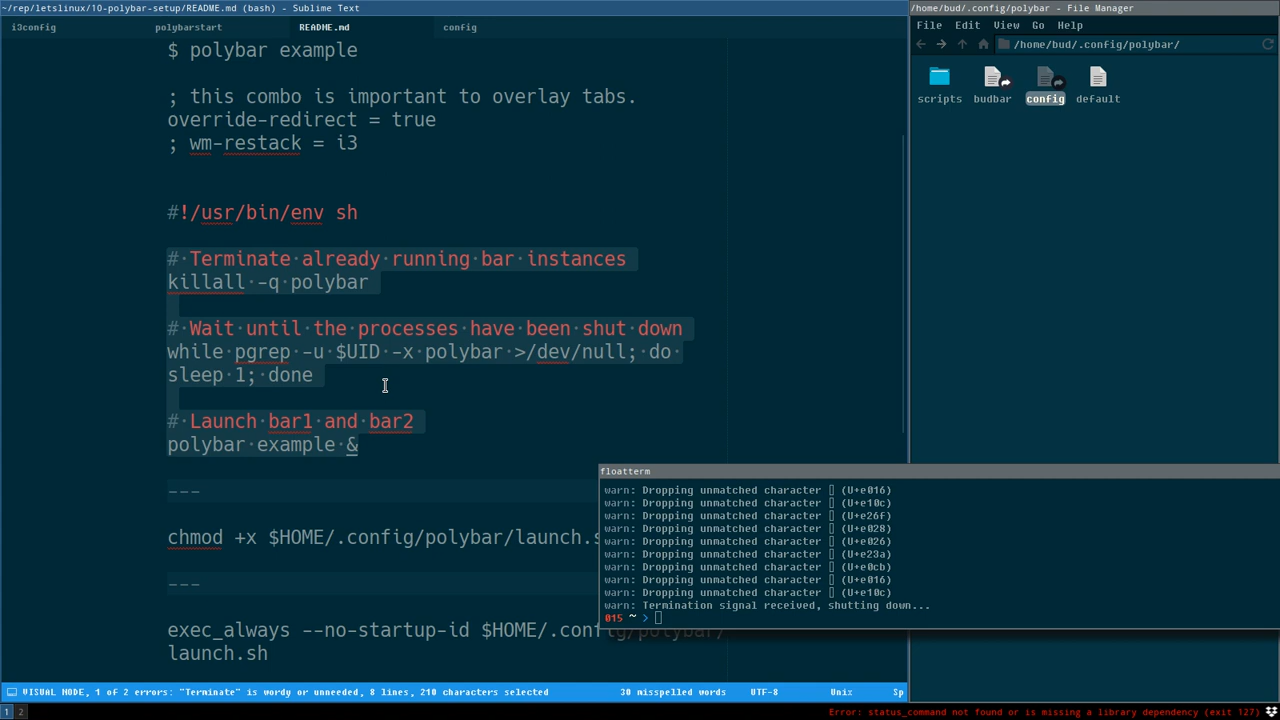 ~/rep/letslinux/10-polybar-setup/README.md (bash) - Sublime Text
i3config
polybarstart
README.md
config
$ polybar example
; this combo is important to overlay tabs.
override-redirect = true
; wm-restack = i3
#!/usr/bin/env sh
# Terminate already running bar instances
killall -q polybar
# Wait until the processes have been shut down
while pgrep -u $UID -x polybar >/dev/null; do
sleep 1; done
# Launch bar1 and bar2
polybar example &
---
chmod +x $HOME/.config/polybar/launch.s
---
exec_always --no-startup-id $HOME/.config/polybar/
launch.sh
VISUAL MODE, 1 of 2 errors: "Terminate" is wordy or unneeded, 8 lines, 210 characters selected
30 misspelled words
UTF-8
Unix
Sp
/home/bud/.config/polybar - File Manager
File Edit View Go Help
/home/bud/.config/polybar/
scripts
budbar
config
default
floatterm
warn: Dropping unmatched character ▯ (U+e016)
warn: Dropping unmatched character ▯ (U+e10c)
warn: Dropping unmatched character ▯ (U+e26f)
warn: Dropping unmatched character ▯ (U+e028)
warn: Dropping unmatched character ▯ (U+e026)
warn: Dropping unmatched character ▯ (U+e23a)
warn: Dropping unmatched character ▯ (U+e0cb)
warn: Dropping unmatched character ▯ (U+e016)
warn: Dropping unmatched character ▯ (U+e10c)
warn: Termination signal received, shutting down...
015 ~ >
1 2
Error: status_command not found or is missing a library dependency (exit 127)